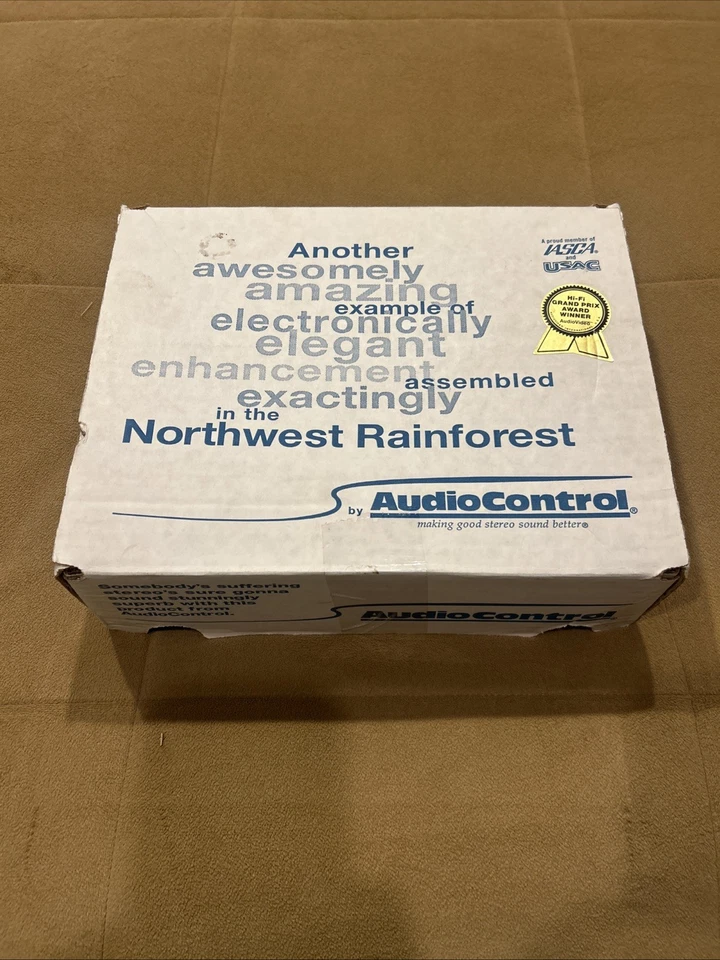 Another
awesomely
amazing
example of
electronically
elegant
enhancement
assembled
exactingly
in the
Northwest Rainforest
by AudioControl®
making good stereo sound better®
A proud member of
IASCA®
and
USAC
Hi-Fi
GRAND PRIX
AWARD
WINNER
AudioVideo
Somebody's suffering
stereo's sure gonna
sound stunningly
superb with this
product from
AudioControl.
AudioControl